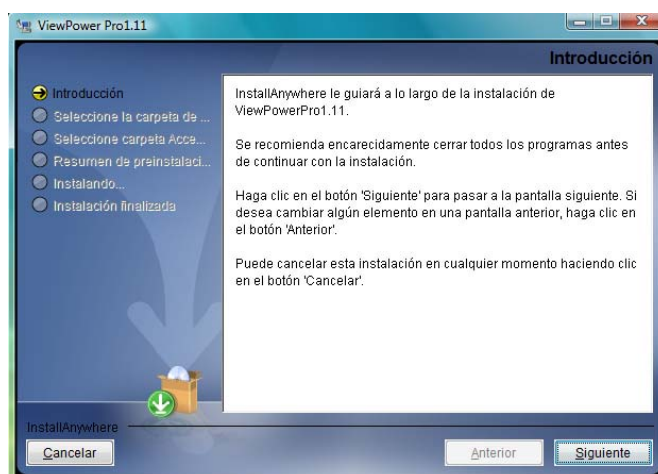 ViewPower Pro1.11
Introducción
Introducción
Seleccione la carpeta de ...
Seleccione carpeta Acce...
Resumen de preinstalaci...
Instalando...
Instalación finalizada
InstallAnywhere le guiará a lo largo de la instalación de
ViewPowerPro1.11.
Se recomienda encarecidamente cerrar todos los programas antes
de continuar con la instalación.
Haga clic en el botón 'Siguiente' para pasar a la pantalla siguiente. Si
desea cambiar algún elemento en una pantalla anterior, haga clic en
el botón 'Anterior'.
Puede cancelar esta instalación en cualquier momento haciendo clic
en el botón 'Cancelar'.
InstallAnywhere
Cancelar
Anterior
Siguiente